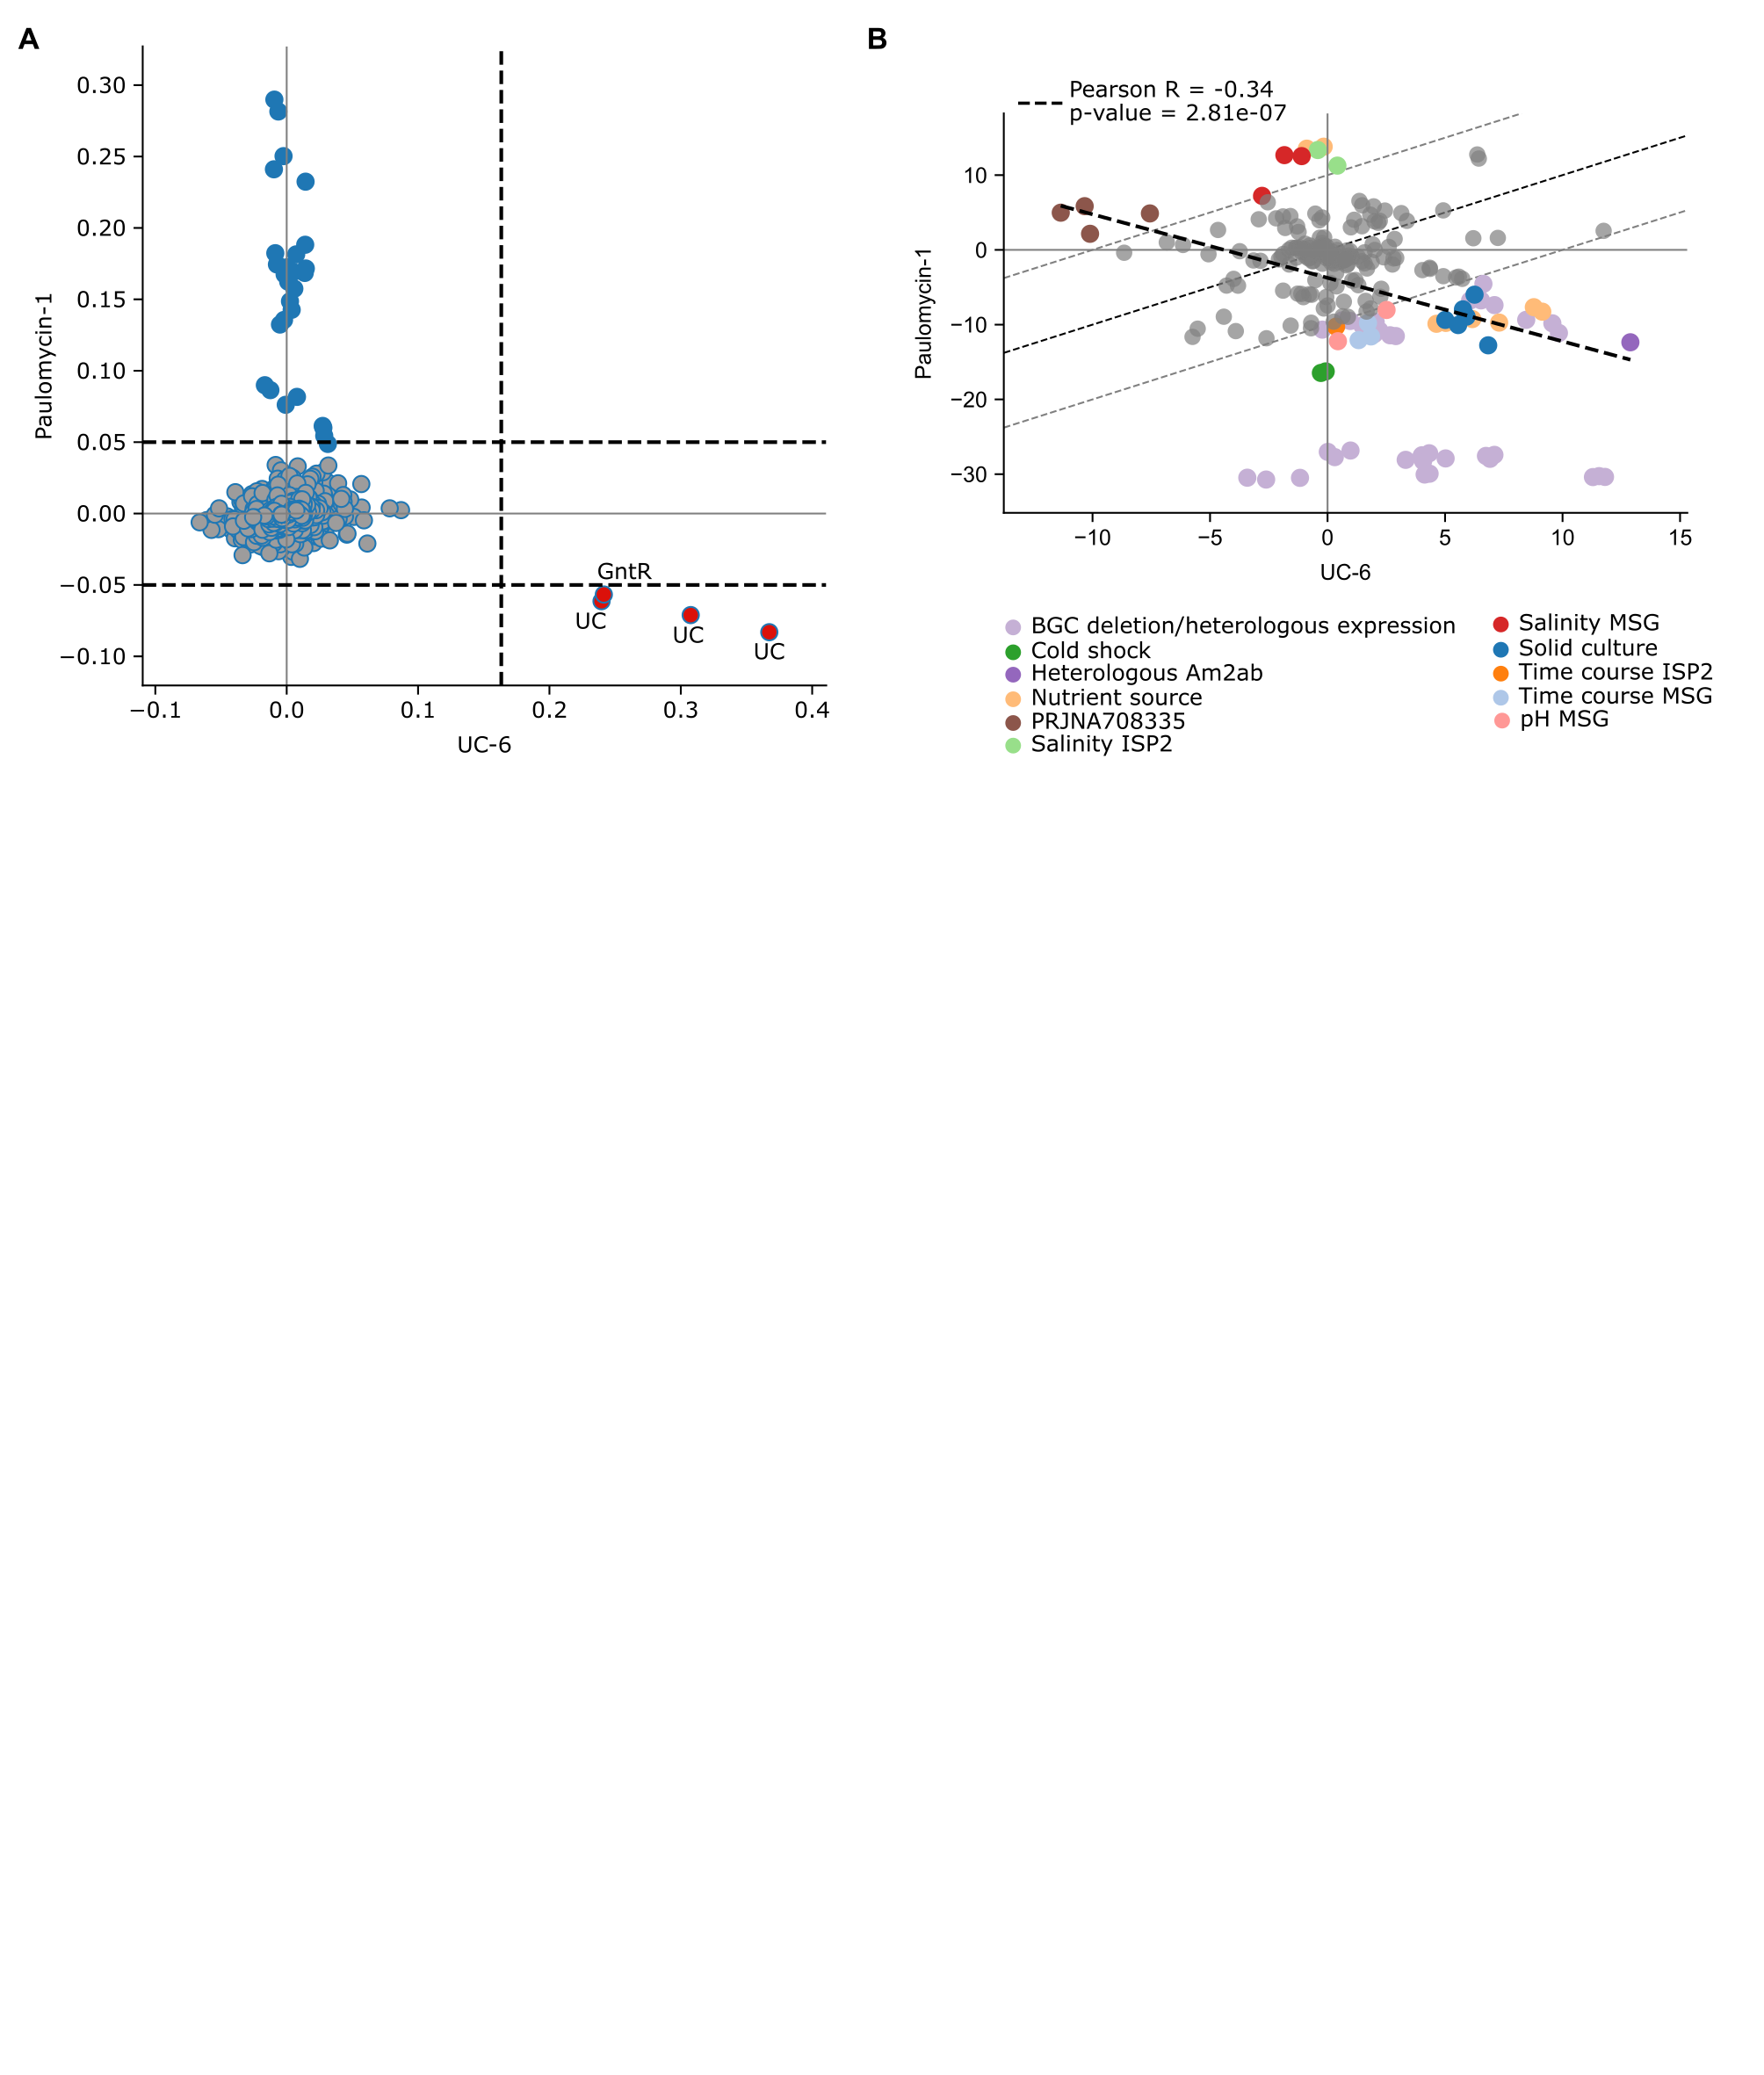 A
0.30
0.25
0.20
0.15
0.10
0.05
0.00
−0.05
−0.10
Paulomycin-1
GntR
UC
UC
UC
−0.1
0.0
0.1
0.2
0.3
0.4
UC-6
B
Pearson R = -0.34
p-value = 2.81e-07
10
0
−10
−20
−30
Paulomycin-1
−10
−5
0
5
10
15
UC-6
BGC deletion/heterologous expression
Cold shock
Heterologous Am2ab
Nutrient source
PRJNA708335
Salinity ISP2
Salinity MSG
Solid culture
Time course ISP2
Time course MSG
pH MSG